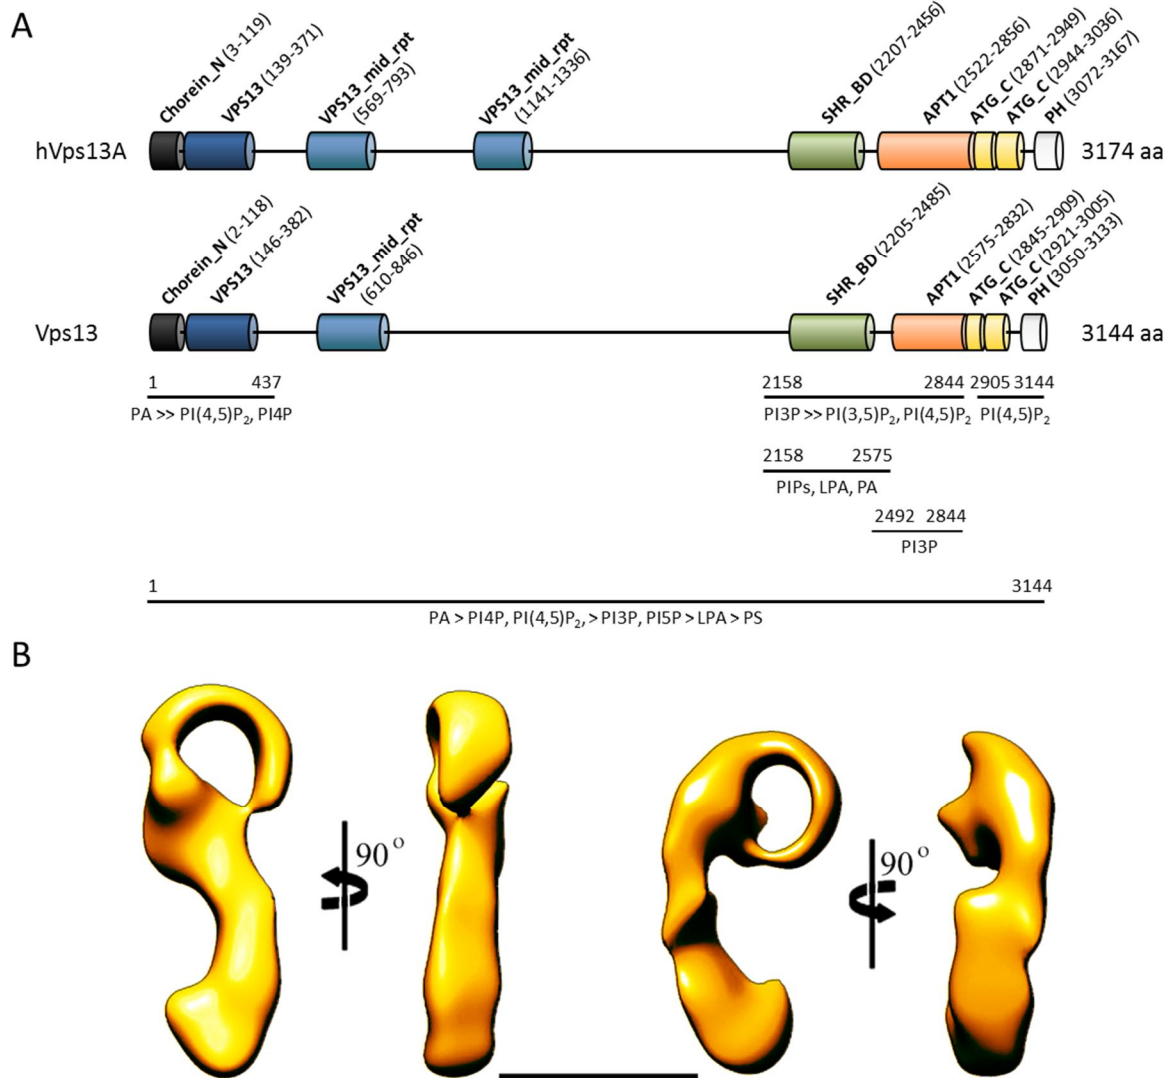 A
Chorein_N (3-119)
VPS13 (139-371)
VPS13_mid_rpt
(569-793)
VPS13_mid_rpt
(1141-1336)
SHR_BD (2207-2456)
APT1 (2522-2856)
ATG_C (2871-2949)
ATG_C (2944-3036)
PH (3072-3167)
hVps13A
3174 aa
Chorein_N (2-118)
VPS13 (146-382)
VPS13_mid_rpt
(610-846)
SHR_BD (2205-2485)
APT1 (2575-2832)
ATG_C (2845-2909)
ATG_C (2921-3005)
PH (3050-3133)
Vps13
3144 aa
1 437 2158 2844 2905 3144
PA >> PI(4,5)P₂, PI4P PI3P >> PI(3,5)P₂, PI(4,5)P₂ PI(4,5)P₂
2158 2575
PIPs, LPA, PA
2492 2844
PI3P
1 3144
PA > PI4P, PI(4,5)P₂, > PI3P, PI5P > LPA > PS
B
90° 90°